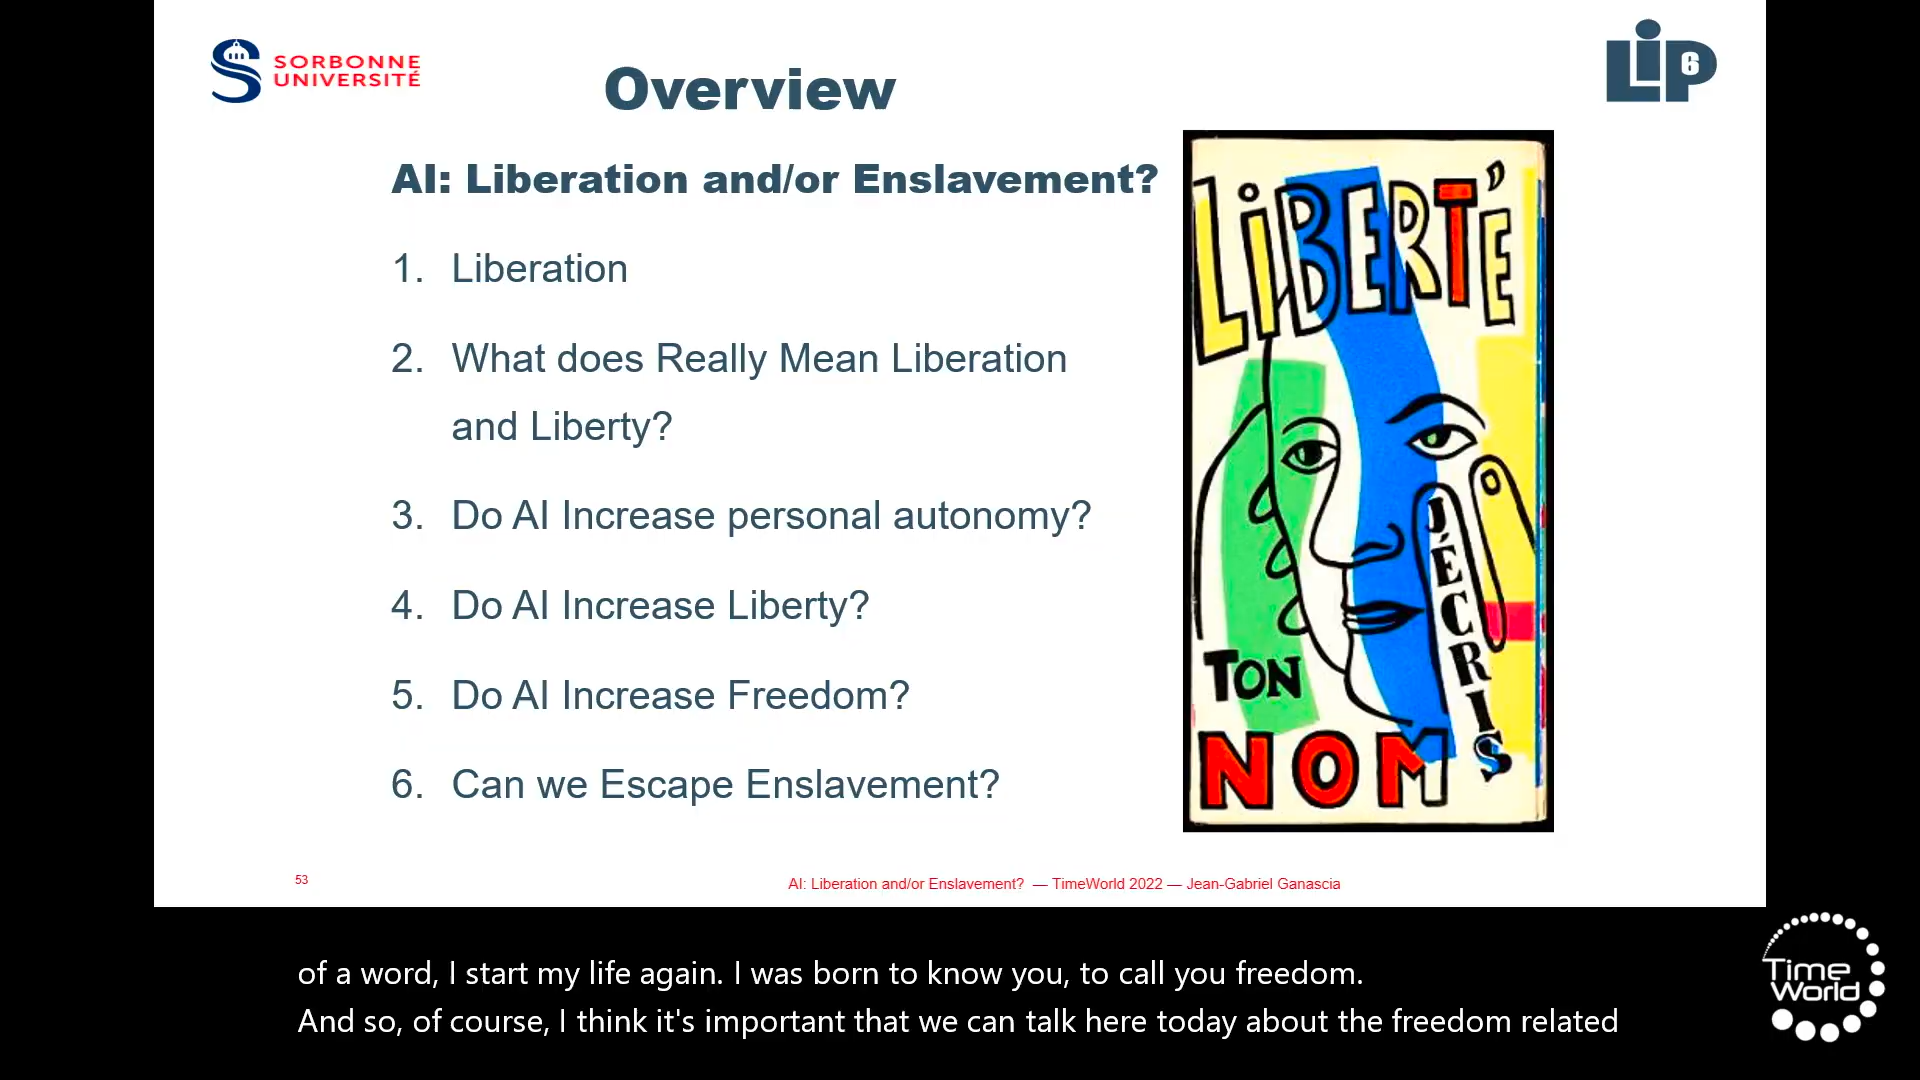 SORBONNE
UNIVERSITÉ
Overview
LiP6
AI: Liberation and/or Enslavement?
1. Liberation
2. What does Really Mean Liberation
and Liberty?
3. Do AI Increase personal autonomy?
4. Do AI Increase Liberty?
5. Do AI Increase Freedom?
6. Can we Escape Enslavement?
LiBERTÉ
J'ÉCRIS
TON
NOM
53
AI: Liberation and/or Enslavement? — TimeWorld 2022 — Jean-Gabriel Ganascia
of a word, I start my life again. I was born to know you, to call you freedom.
And so, of course, I think it's important that we can talk here today about the freedom related
Time
World